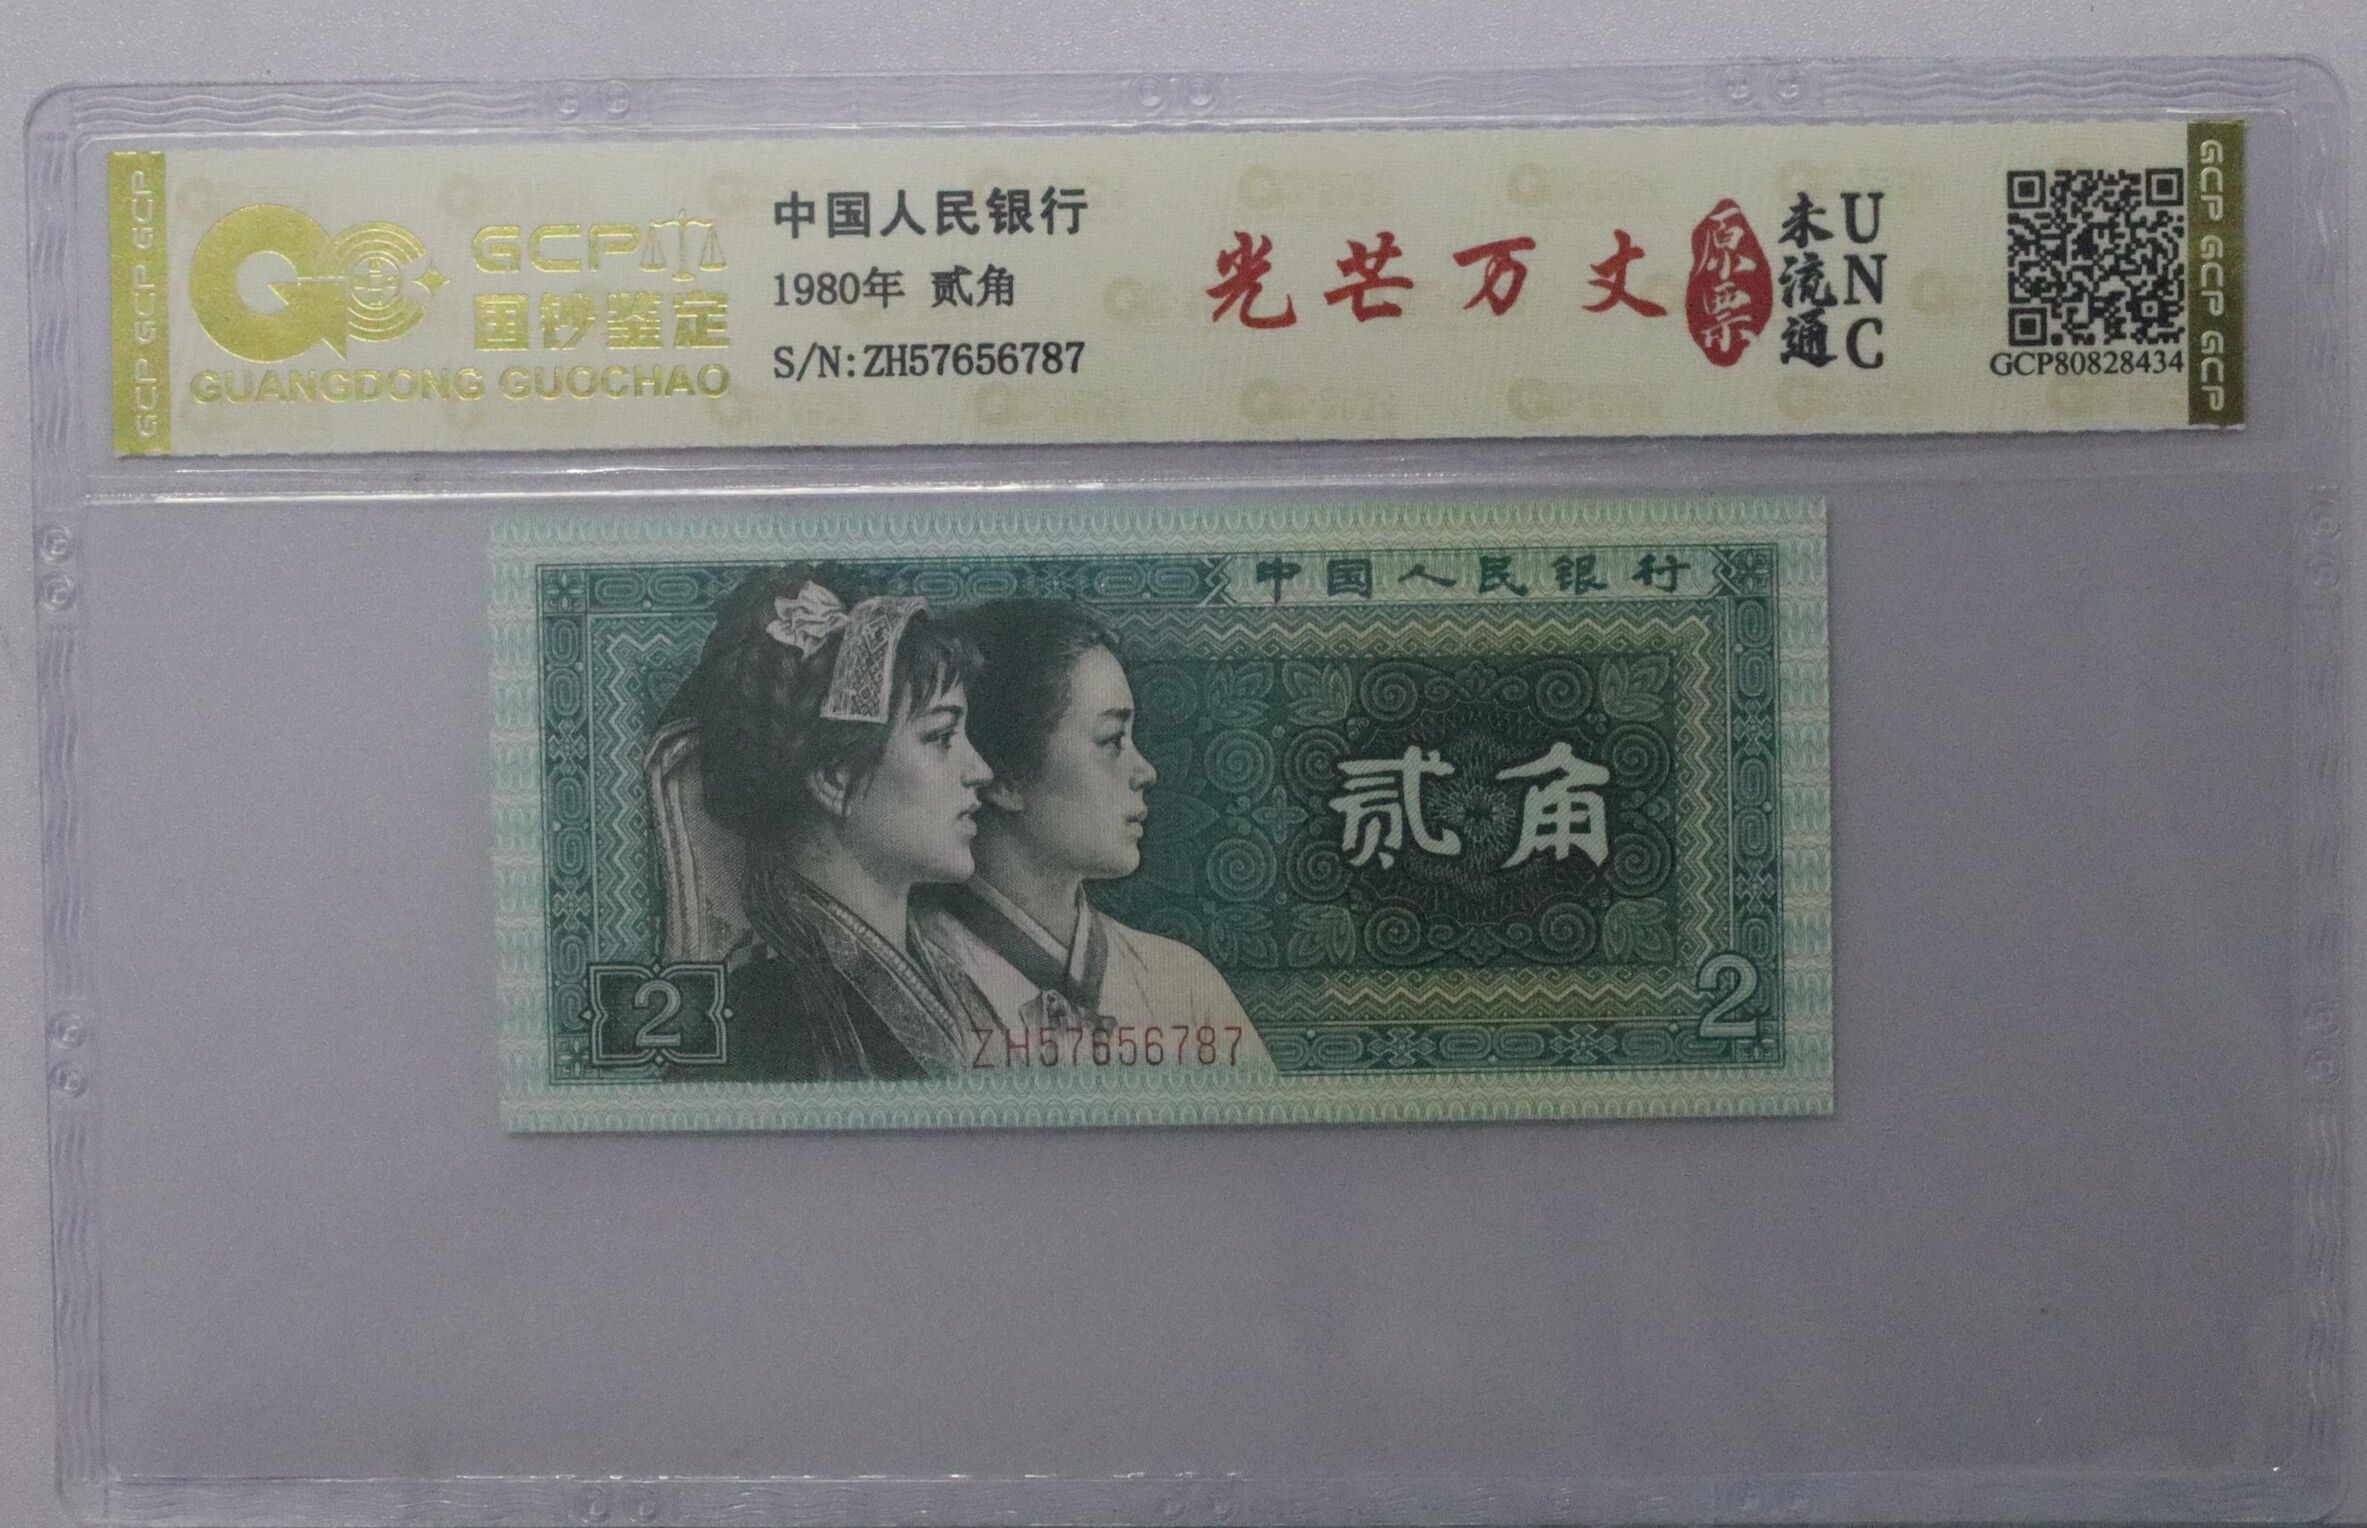 GCP GCP GCP
GCP
国钞鉴定
GUANGDONG GUOCHAO
中国人民银行
1980年 贰角
S/N:ZH57656787
光芒万丈
原票
未流通
UNC
GCP80828434
GCP GCP GCP
中国人民银行
贰角
2
2
ZH57656787